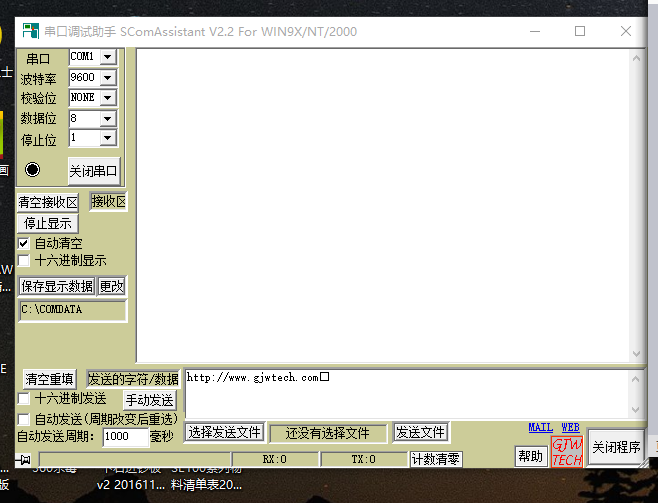 串口调试助手 SComAssistant V2.2 For WIN9X/NT/2000
串口 COM1
波特率 9600
校验位 NONE
数据位 8
停止位 1
关闭串口
清空接收区 接收区
停止显示
自动清空
十六进制显示
保存显示数据 更改
C:\COMDATA
清空重填 发送的字符/数据 http://www.gjwtech.com
十六进制发送 手动发送
自动发送(周期改变后重选)
自动发送周期: 1000 毫秒
选择发送文件 还没有选择文件 发送文件
MAIL WEB
帮助 GJW TECH 关闭程序
RX:0 TX:0 计数清零
v2 201611... 料清单表20...